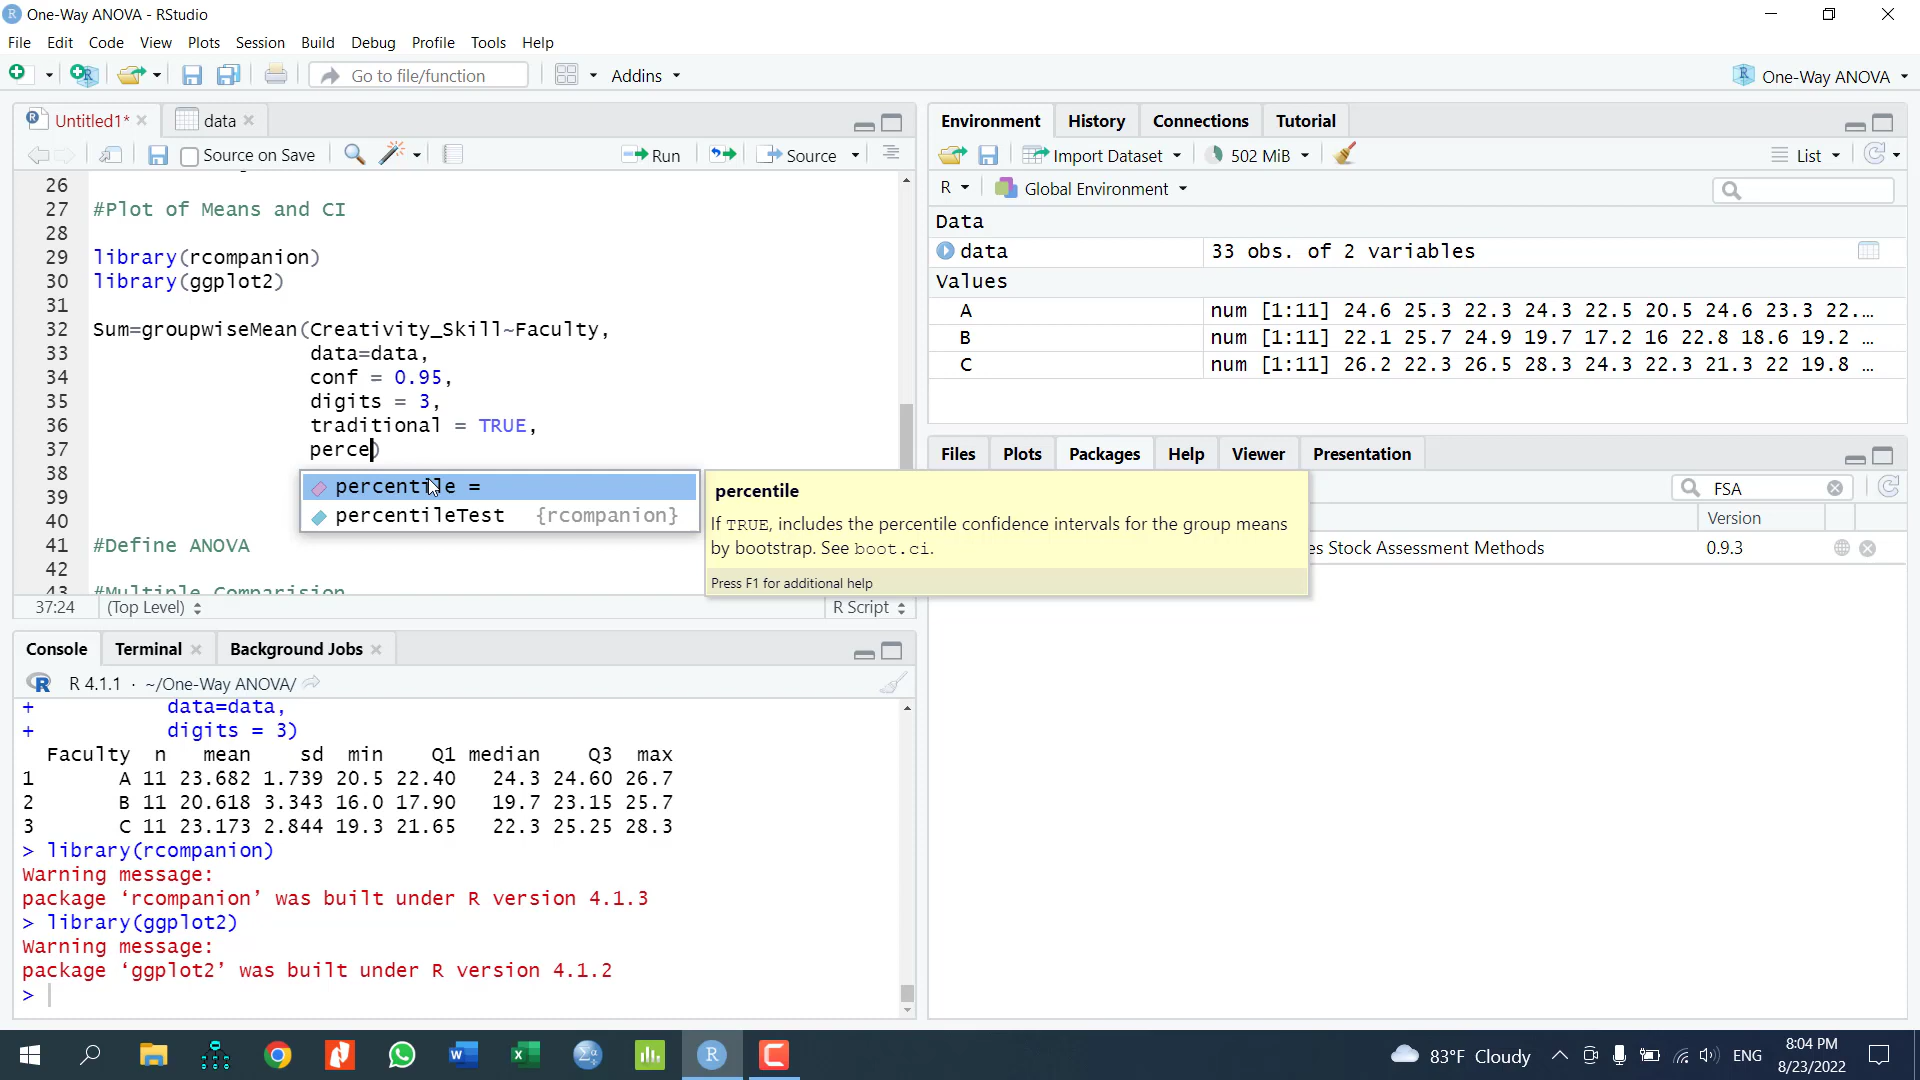 One-Way ANOVA - RStudio
File Edit Code View Plots Session Build Debug Profile Tools Help
Go to file/function Addins One-Way ANOVA
Untitled1* data
Source on Save Run Source
26
27 #Plot of Means and CI
28
29 library(rcompanion)
30 library(ggplot2)
31
32 Sum=groupwiseMean(Creativity_Skill~Faculty,
33 data=data,
34 conf = 0.95,
35 digits = 3,
36 traditional = TRUE,
37 perce)
38
39
40
41 #Define ANOVA
42
43 #Multiple Comparision
percentile =
percentileTest {rcompanion}
percentile
If TRUE, includes the percentile confidence intervals for the group means
by bootstrap. See boot.ci.
Press F1 for additional help
37:24 (Top Level) R Script
Console Terminal Background Jobs
R 4.1.1 · ~/One-Way ANOVA/
+ data=data,
+ digits = 3)
Faculty n mean sd min Q1 median Q3 max
1 A 11 23.682 1.739 20.5 22.40 24.3 24.60 26.7
2 B 11 20.618 3.343 16.0 17.90 19.7 23.15 25.7
3 C 11 23.173 2.844 19.3 21.65 22.3 25.25 28.3
> library(rcompanion)
Warning message:
package ‘rcompanion’ was built under R version 4.1.3
> library(ggplot2)
Warning message:
package ‘ggplot2’ was built under R version 4.1.2
>
Environment History Connections Tutorial
Import Dataset 502 MiB List
R Global Environment
Data
data 33 obs. of 2 variables
Values
A num [1:11] 24.6 25.3 22.3 24.3 22.5 20.5 24.6 23.3 22.…
B num [1:11] 22.1 25.7 24.9 19.7 17.2 16 22.8 18.6 19.2 …
C num [1:11] 26.2 22.3 26.5 28.3 24.3 22.3 21.3 22 19.8 …
Files Plots Packages Help Viewer Presentation
FSA
Version
es Stock Assessment Methods 0.9.3
83°F Cloudy ENG 8:04 PM
8/23/2022